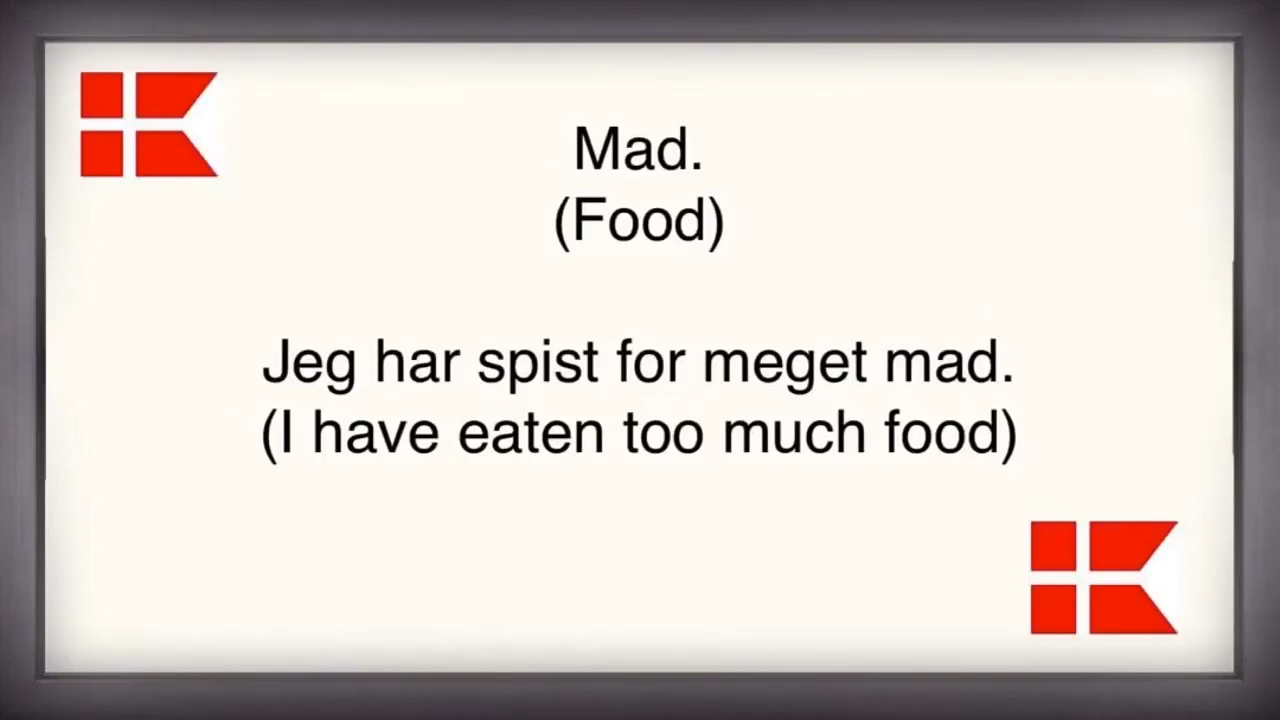 Mad.
(Food)
Jeg har spist for meget mad.
(I have eaten too much food)